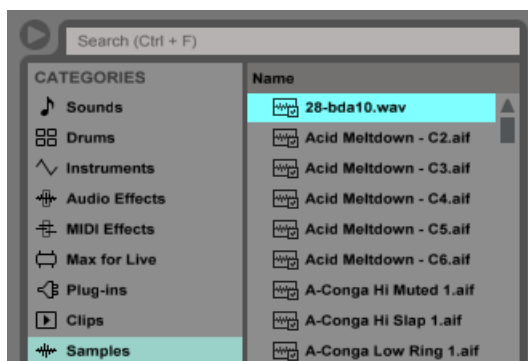 Search (Ctrl + F)
CATEGORIES
Sounds
Drums
Instruments
Audio Effects
MIDI Effects
Max for Live
Plug-ins
Clips
Samples
Name
28-bda10.wav
Acid Meltdown - C2.aif
Acid Meltdown - C3.aif
Acid Meltdown - C4.aif
Acid Meltdown - C5.aif
Acid Meltdown - C6.aif
A-Conga Hi Muted 1.aif
A-Conga Hi Slap 1.aif
A-Conga Low Ring 1.aif